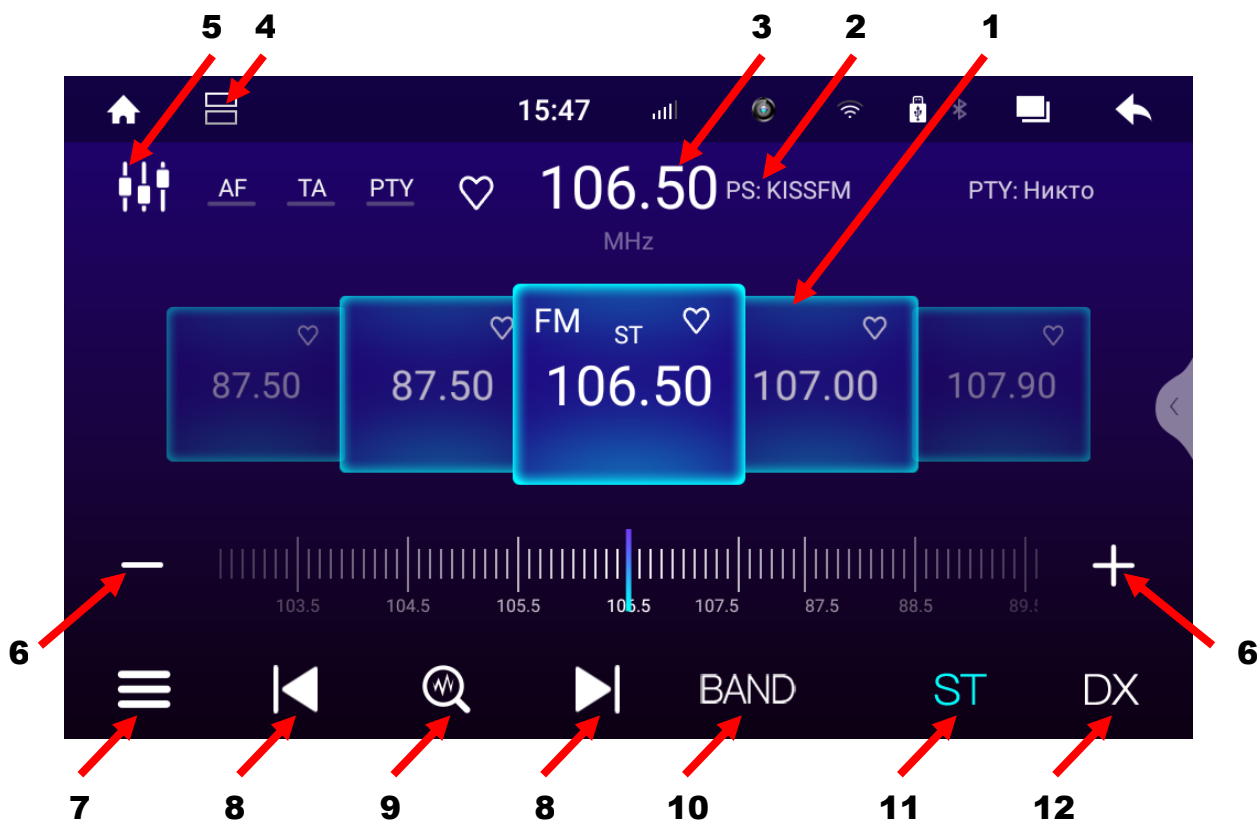 5 4 3 2 1
15:47
AF TA PTY 106.50 PS: KISSFM PTY: Никто
MHz
FM ST
87.50 87.50 106.50 107.00 107.90
103.5 104.5 105.5 106.5 107.5 87.5 88.5 89.5
6 6
BAND ST DX
7 8 9 8 10 11 12